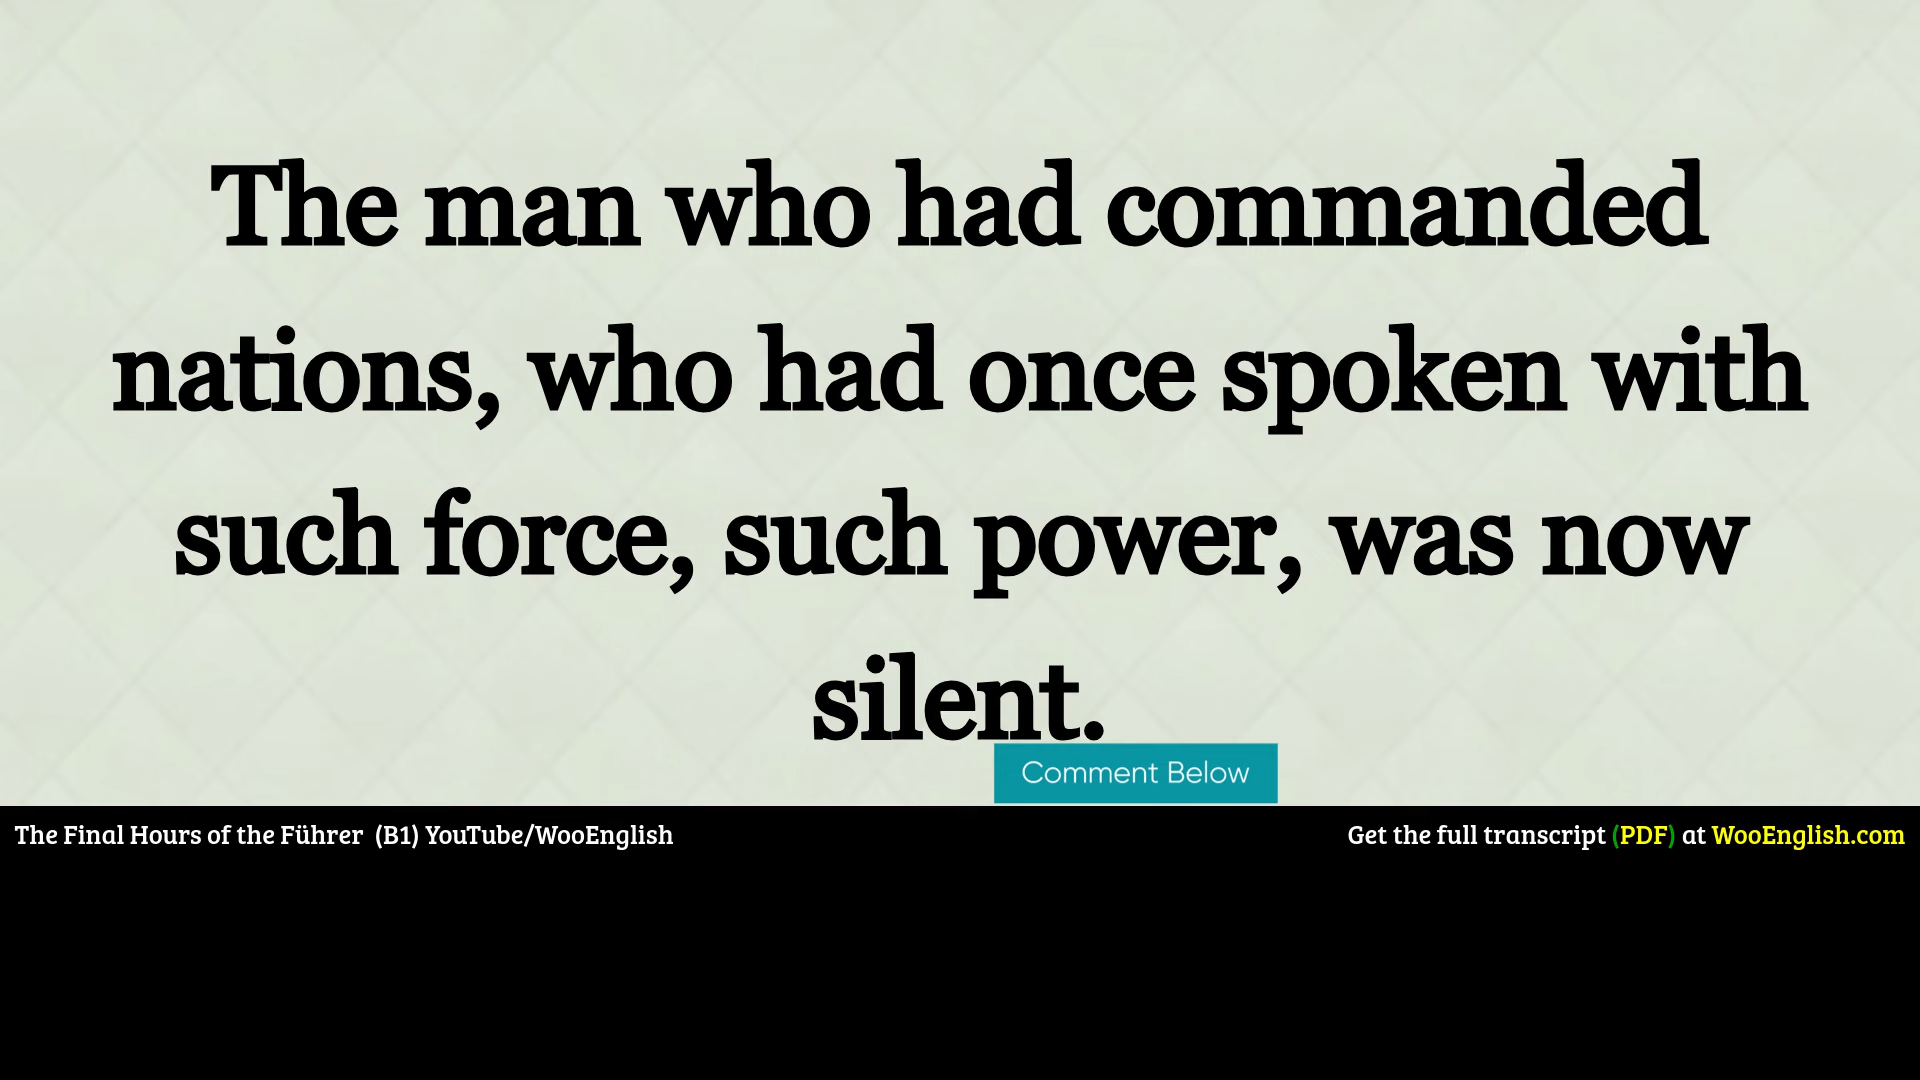 The man who had commanded
nations, who had once spoken with
such force, such power, was now
silent.
Comment Below
The Final Hours of the Führer  (B1) YouTube/WooEnglish
Get the full transcript (PDF) at WooEnglish.com